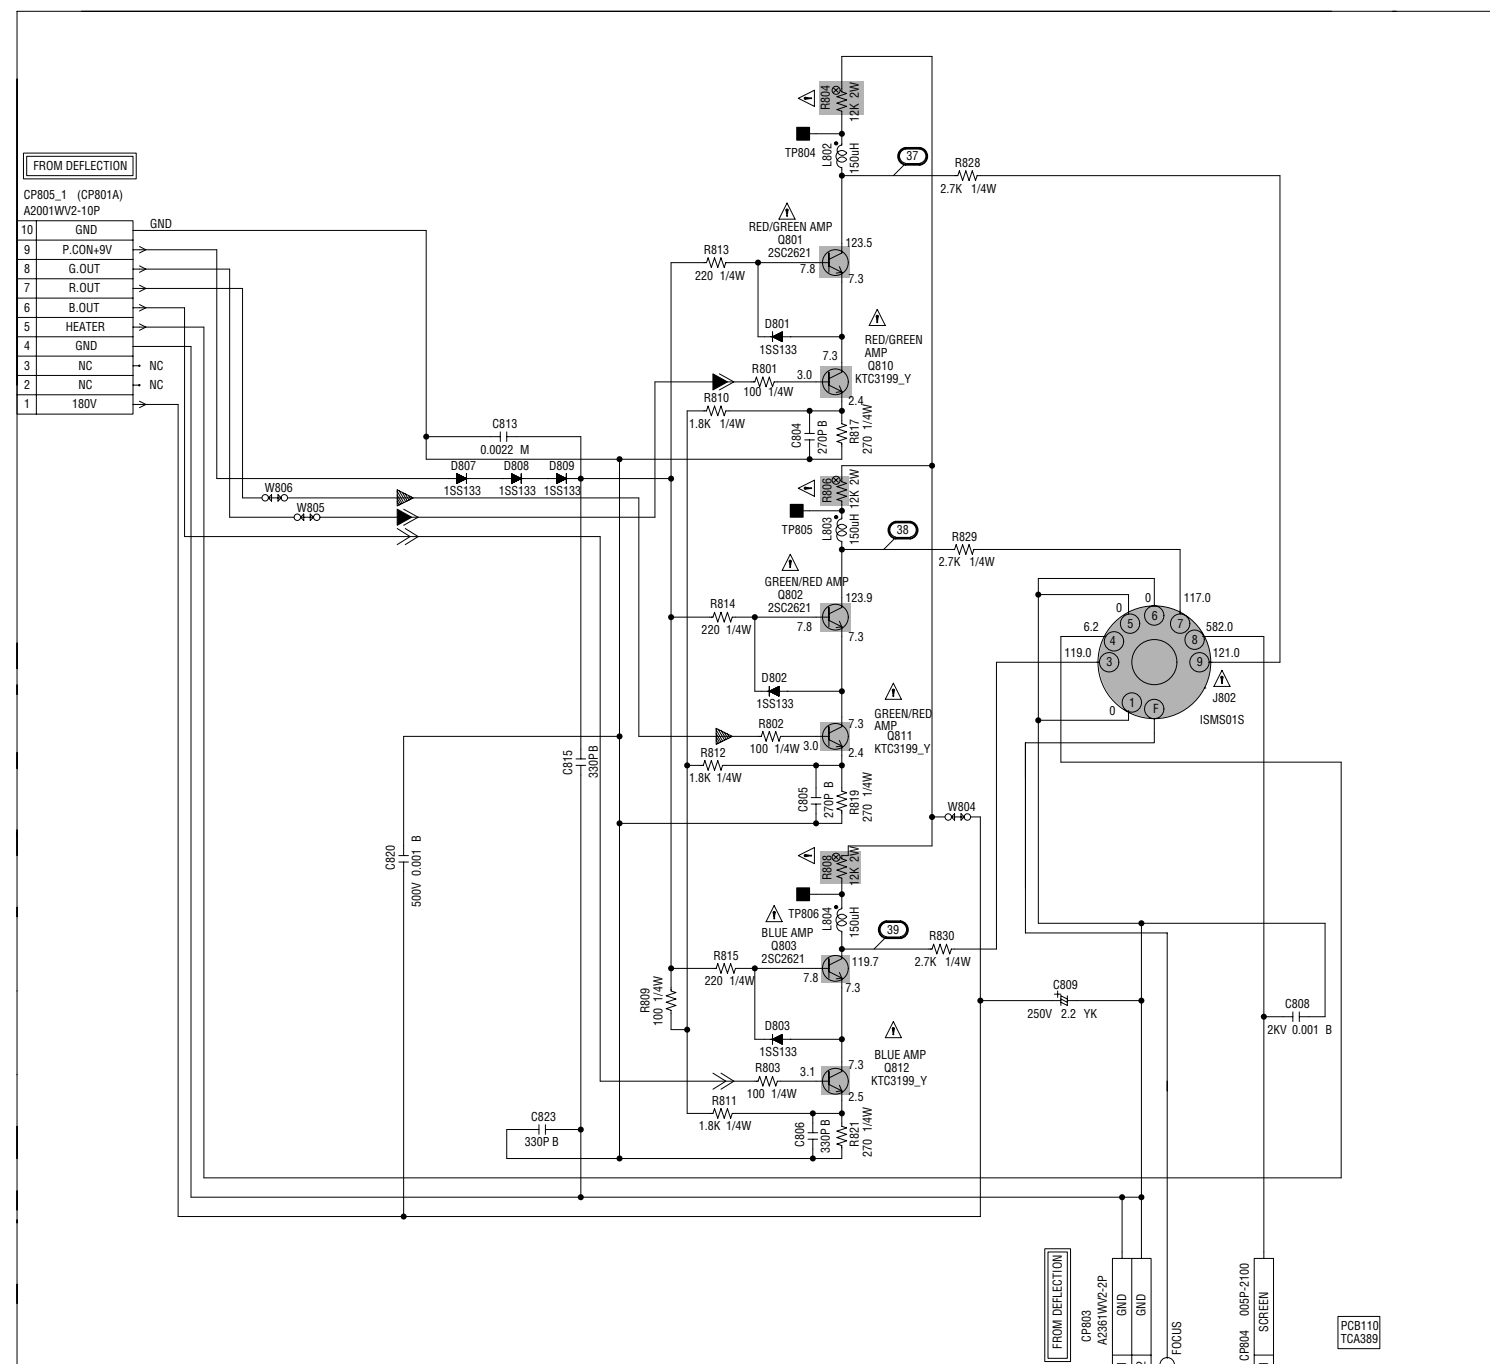 R804
12K 2W
TP804
L802
150uH
37
R828
2.7K 1/4W
FROM DEFLECTION
CP805_1 (CP801A)
A2001WV2-10P
10 GND GND
9 P.CON+9V
8 G.OUT
7 R.OUT
6 B.OUT
5 HEATER
4 GND
3 NC NC
2 NC NC
1 180V
RED/GREEN AMP
Q801
2SC2621
123.5
7.8
7.3
R813
220 1/4W
D801
1SS133
RED/GREEN
AMP
Q810
KTC3199_Y
7.3
3.0
2.4
R801
100 1/4W
R810
1.8K 1/4W
C804
270P B
R817
270 1/4W
C813
0.0022 M
D807
1SS133
D808
1SS133
D809
1SS133
W806
W805
R806
12K 2W
TP805
L803
150uH
38
R829
2.7K 1/4W
GREEN/RED AMP
Q802
2SC2621
123.9
7.8
7.3
R814
220 1/4W
D802
1SS133
GREEN/RED
AMP
Q811
KTC3199_Y
7.3
3.0
2.4
R802
100 1/4W
R812
1.8K 1/4W
C805
270P B
R819
270 1/4W
C815
330P B
C820
500V 0.001 B
0
0
117.0
6.2
582.0
119.0
121.0
0
5
6
7
4
8
3
9
1
F
J802
ISMS01S
W804
R808
12K 2W
TP806
L804
150uH
39
R830
2.7K 1/4W
BLUE AMP
Q803
2SC2621
119.7
7.8
7.3
R815
220 1/4W
R809
100 1/4W
D803
1SS133
BLUE AMP
Q812
KTC3199_Y
7.3
3.1
2.5
R803
100 1/4W
R811
1.8K 1/4W
C806
330P B
R821
270 1/4W
C823
330P B
C809
+
250V 2.2 YK
C808
2KV 0.001 B
FROM DEFLECTION
CP803
A2361WV2-2P
GND
GND
FOCUS
CP804 005P-2100
SCREEN
PCB110
TCA389